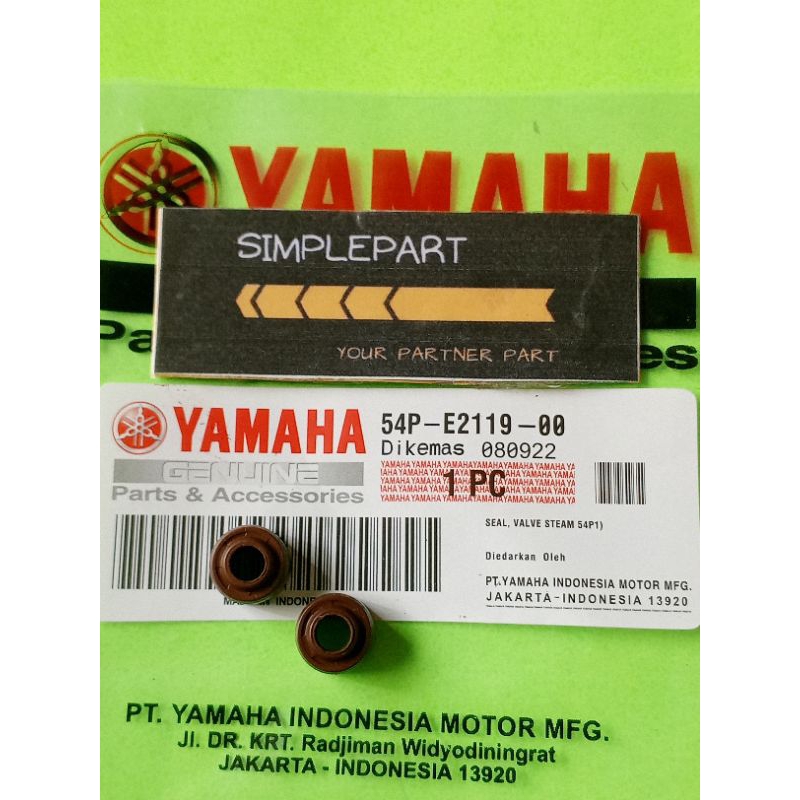 YAMAHA
SIMPLEPART
YOUR PARTNER PART
Pa
es
YAMAHA
54P-E2119-00
Dikemas 080922
GENUINE
Parts & Accessories
1 PC
SEAL, VALVE STEAM 54P1)
Diedarkan Oleh
PT.YAMAHA INDONESIA MOTOR MFG.
JAKARTA-INDONESIA 13920
PT. YAMAHA INDONESIA MOTOR MFG.
Jl. DR. KRT. Radjiman Widyodiningrat
JAKARTA - INDONESIA 13920